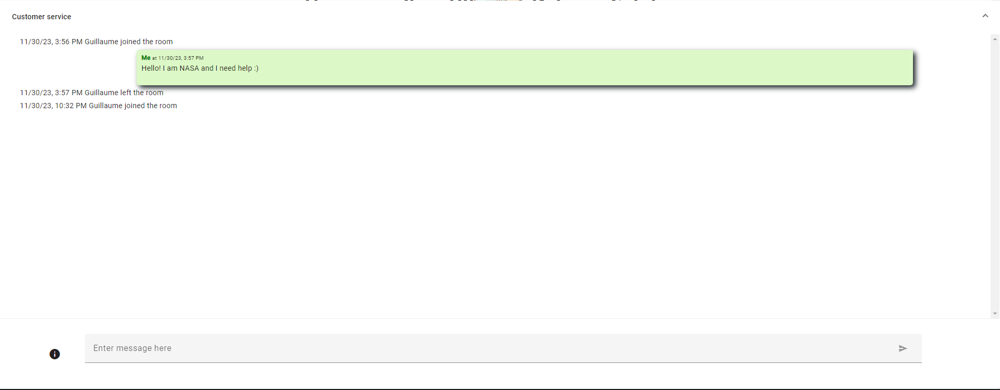 Customer service
11/30/23, 3:56 PM Guillaume joined the room
Me at 11/30/23, 3:57 PM
Hello! I am NASA and I need help :)
11/30/23, 3:57 PM Guillaume left the room
11/30/23, 10:32 PM Guillaume joined the room
Enter message here